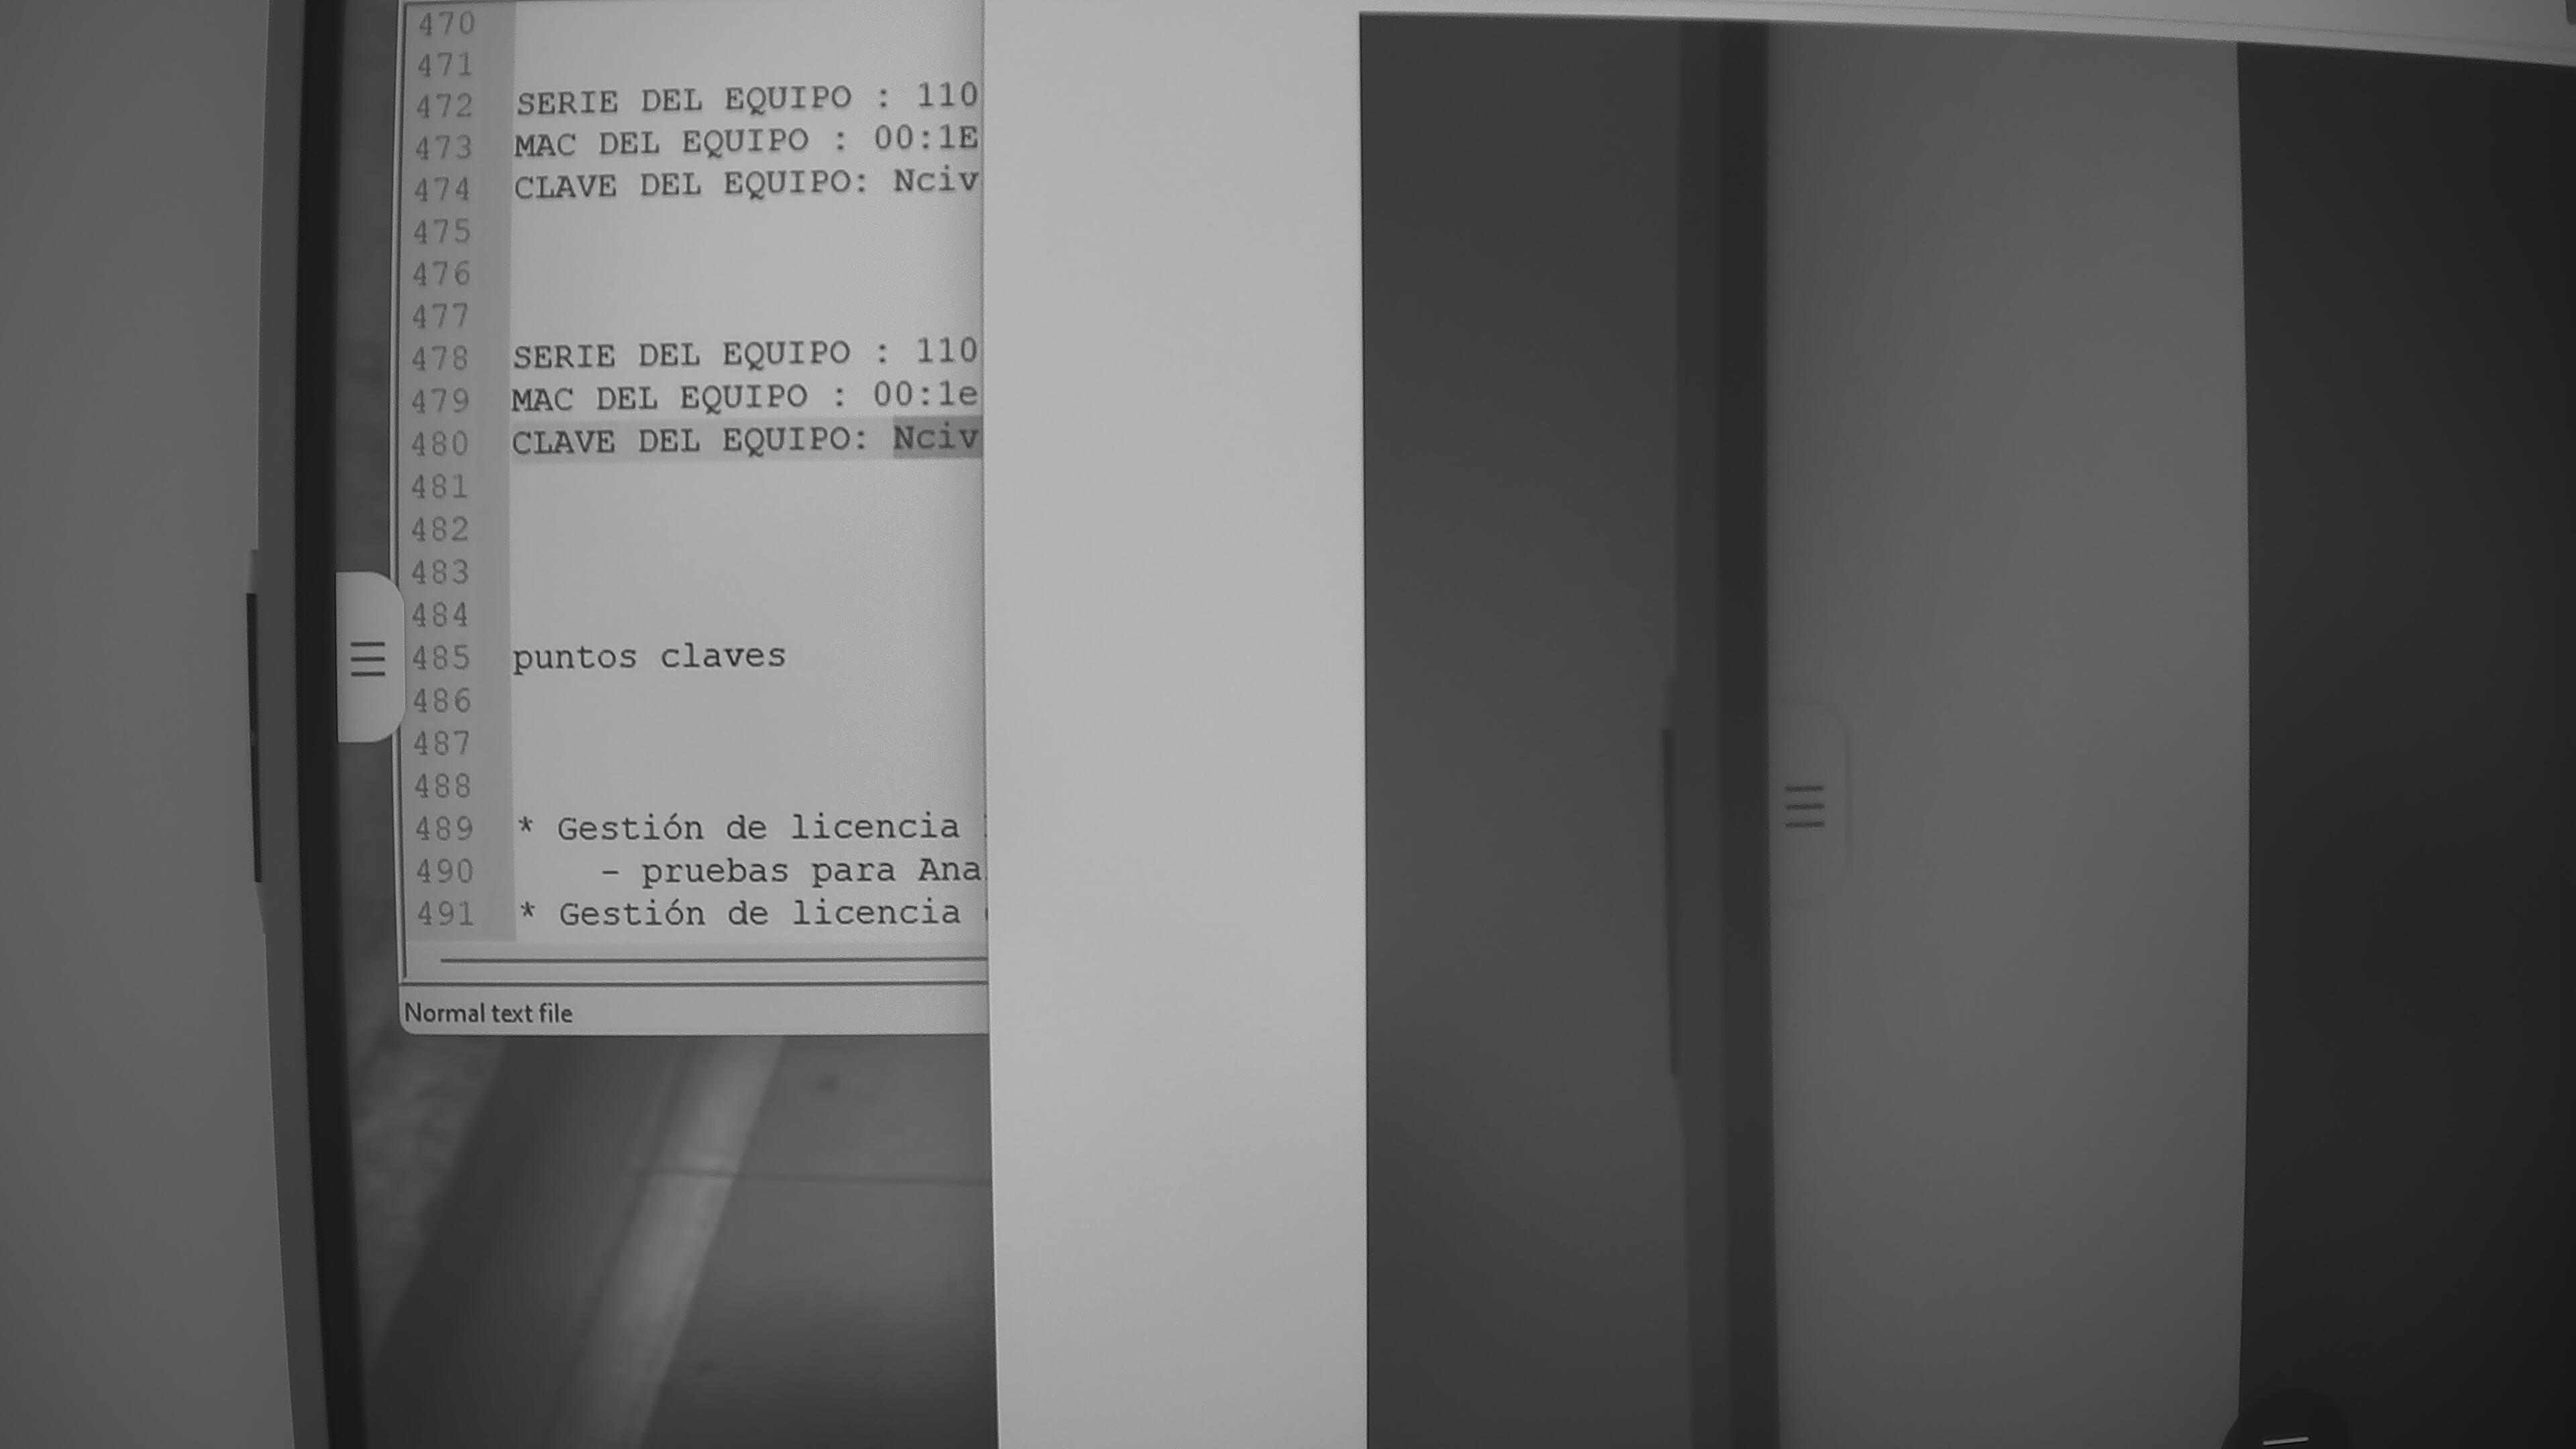 470
471
472 SERIE DEL EQUIPO : 110
473 MAC DEL EQUIPO : 00:1E
474 CLAVE DEL EQUIPO: Nciv
475
476
477
478 SERIE DEL EQUIPO : 110
479 MAC DEL EQUIPO : 00:1e
480 CLAVE DEL EQUIPO: Nciv
481
482
483
484
485 puntos claves
486
487
488
489 * Gestión de licencia
490 - pruebas para Ana
491 * Gestión de licencia
Normal text file